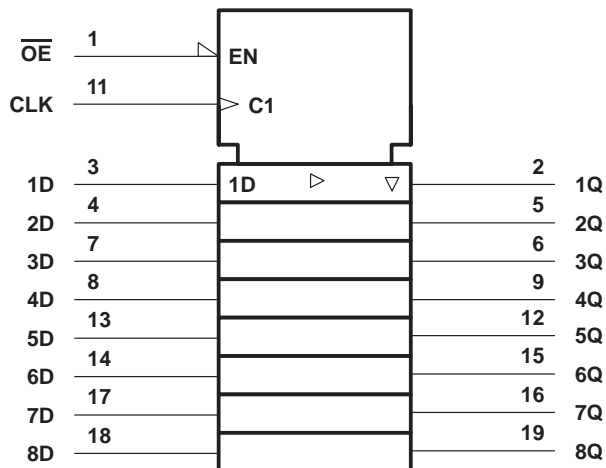 OE 1 EN
CLK 11 C1
1D 3 1D 2 1Q
2D 4 5 2Q
3D 7 6 3Q
4D 8 9 4Q
5D 13 12 5Q
6D 14 15 6Q
7D 17 16 7Q
8D 18 19 8Q